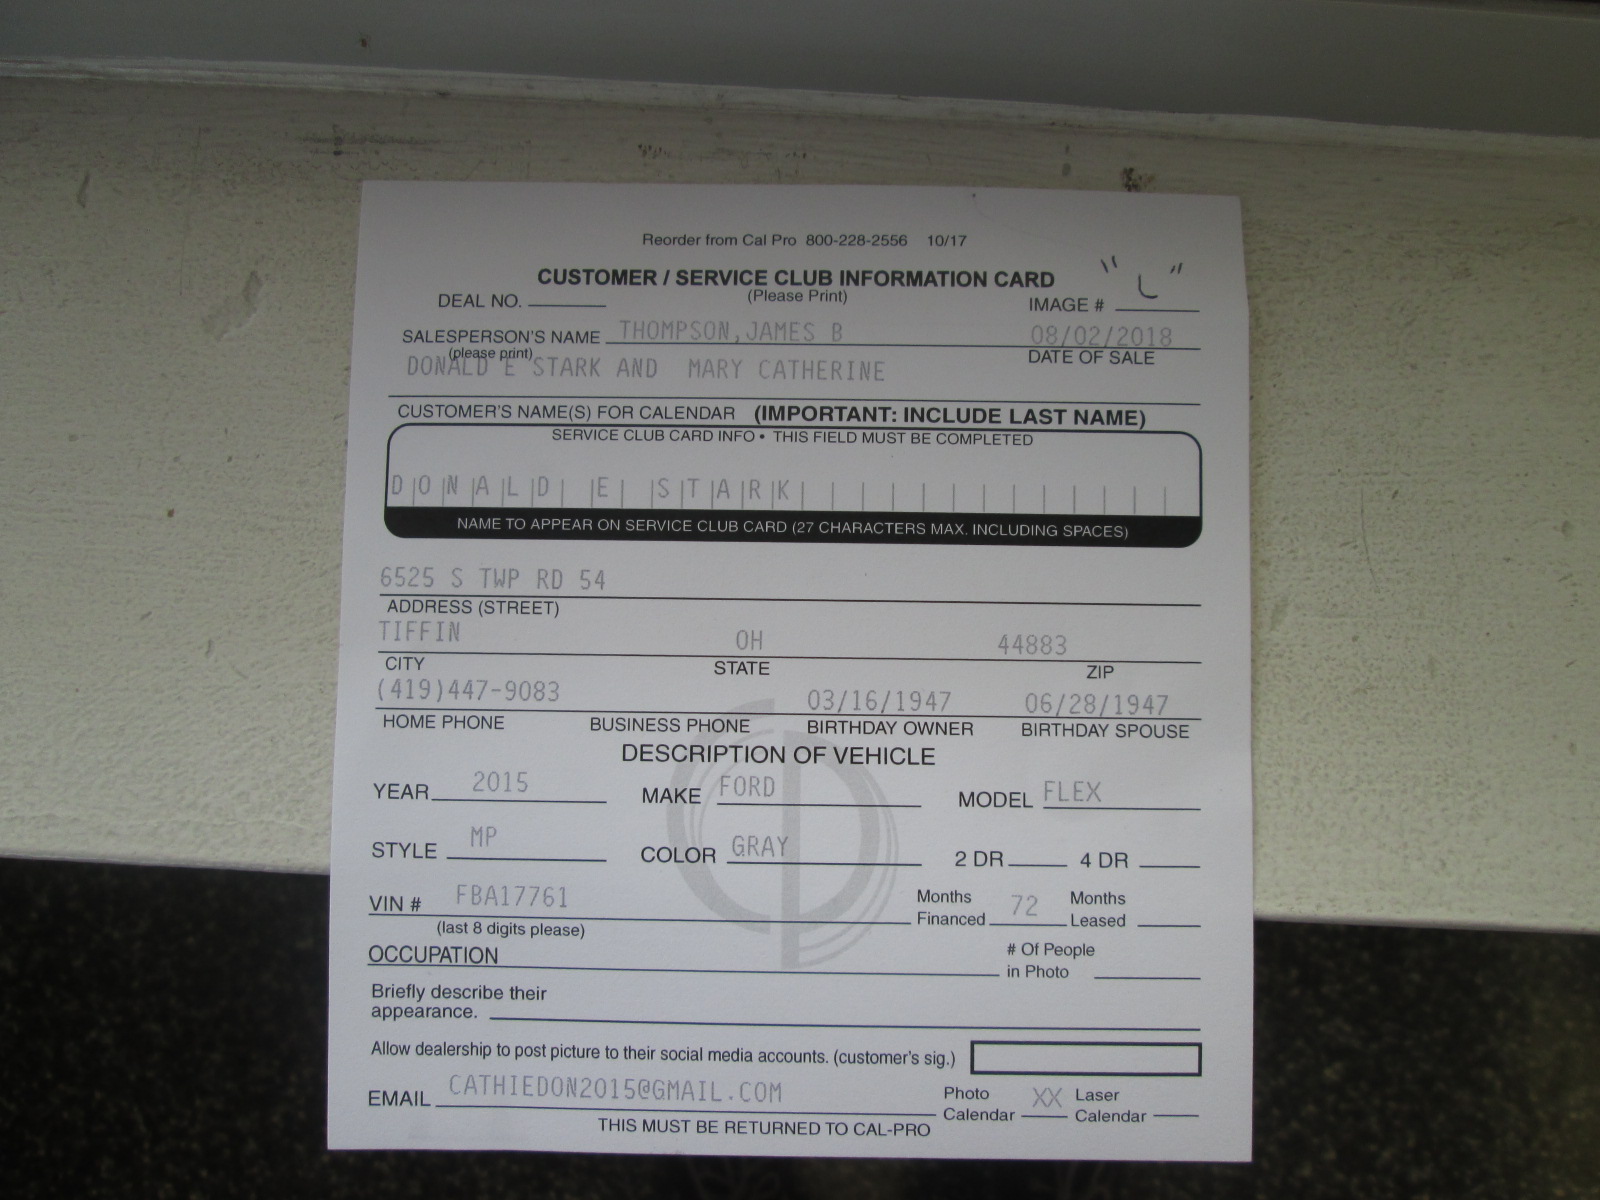 Reorder from Cal Pro 800-228-2556 10/17
CUSTOMER / SERVICE CLUB INFORMATION CARD
(Please Print)
"L"
DEAL NO. IMAGE #
SALESPERSON'S NAME THOMPSON,JAMES B 08/02/2018
(please print) DATE OF SALE
DONALD E STARK AND MARY CATHERINE
CUSTOMER'S NAME(S) FOR CALENDAR (IMPORTANT: INCLUDE LAST NAME)
SERVICE CLUB CARD INFO • THIS FIELD MUST BE COMPLETED
DONALD E STARK
NAME TO APPEAR ON SERVICE CLUB CARD (27 CHARACTERS MAX. INCLUDING SPACES)
6525 S TWP RD 54
ADDRESS (STREET)
TIFFIN OH 44883
CITY STATE ZIP
(419)447-9083 03/16/1947 06/28/1947
HOME PHONE BUSINESS PHONE BIRTHDAY OWNER BIRTHDAY SPOUSE
DESCRIPTION OF VEHICLE
YEAR 2015 MAKE FORD MODEL FLEX
STYLE MP COLOR GRAY 2 DR 4 DR
VIN # FBA17761 Months Financed 72 Months Leased
(last 8 digits please)
OCCUPATION # Of People in Photo
Briefly describe their
appearance.
Allow dealership to post picture to their social media accounts. (customer's sig.)
EMAIL CATHIEDON2015@GMAIL.COM Photo Calendar XX Laser Calendar
THIS MUST BE RETURNED TO CAL-PRO